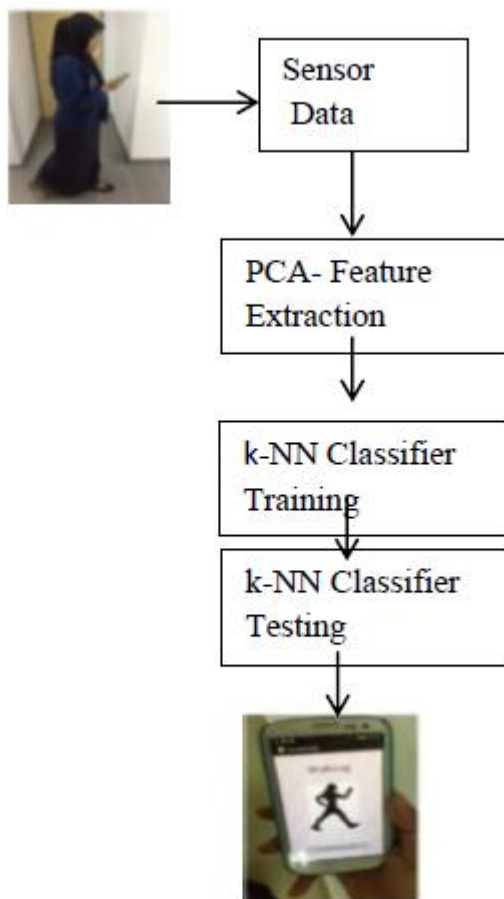 Sensor
Data
PCA- Feature
Extraction
k-NN Classifier
Training
k-NN Classifier
Testing